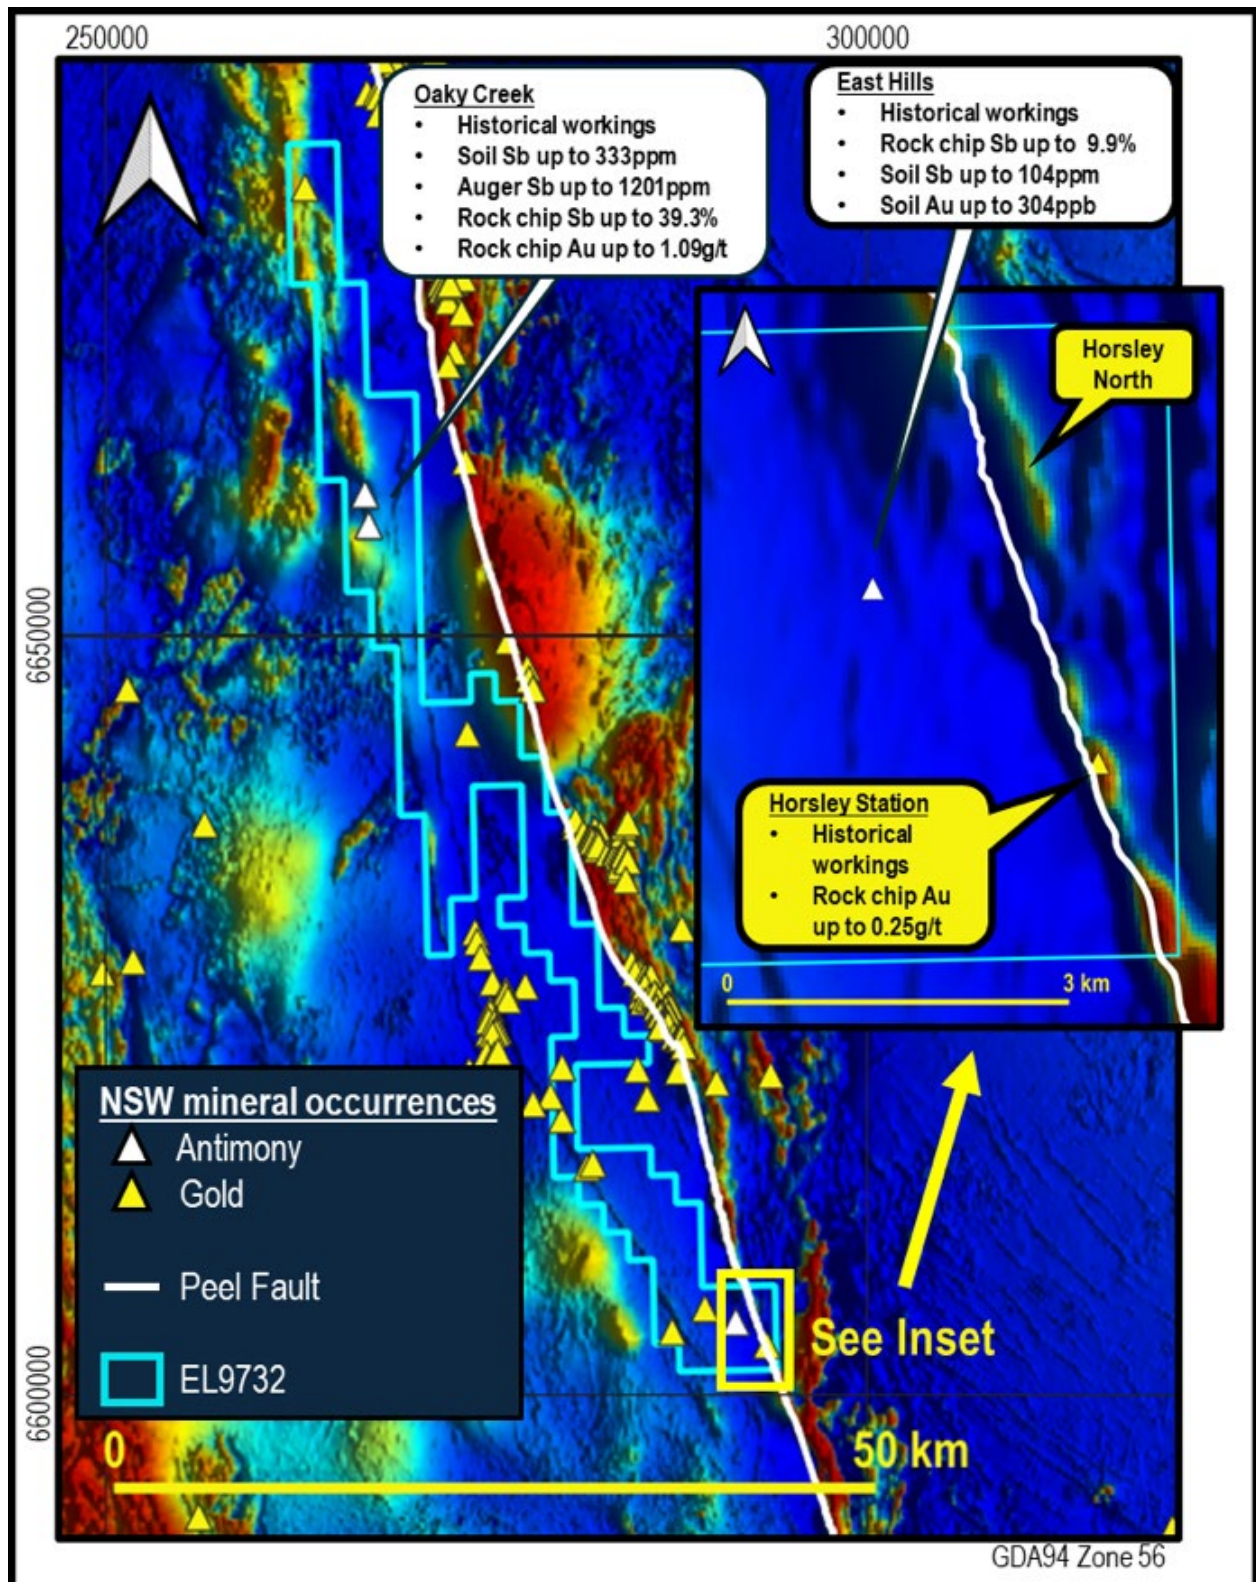 250000
300000
Oaky Creek
• Historical workings
• Soil Sb up to 333ppm
• Auger Sb up to 1201ppm
• Rock chip Sb up to 39.3%
• Rock chip Au up to 1.09g/t
East Hills
• Historical workings
• Rock chip Sb up to 9.9%
• Soil Sb up to 104ppm
• Soil Au up to 304ppb
Horsley
North
6650000
Horsley Station
• Historical
workings
• Rock chip Au
up to 0.25g/t
0 3 km
NSW mineral occurrences
Antimony
Gold
Peel Fault
EL9732
See Inset
6600000
0 50 km
GDA94 Zone 56